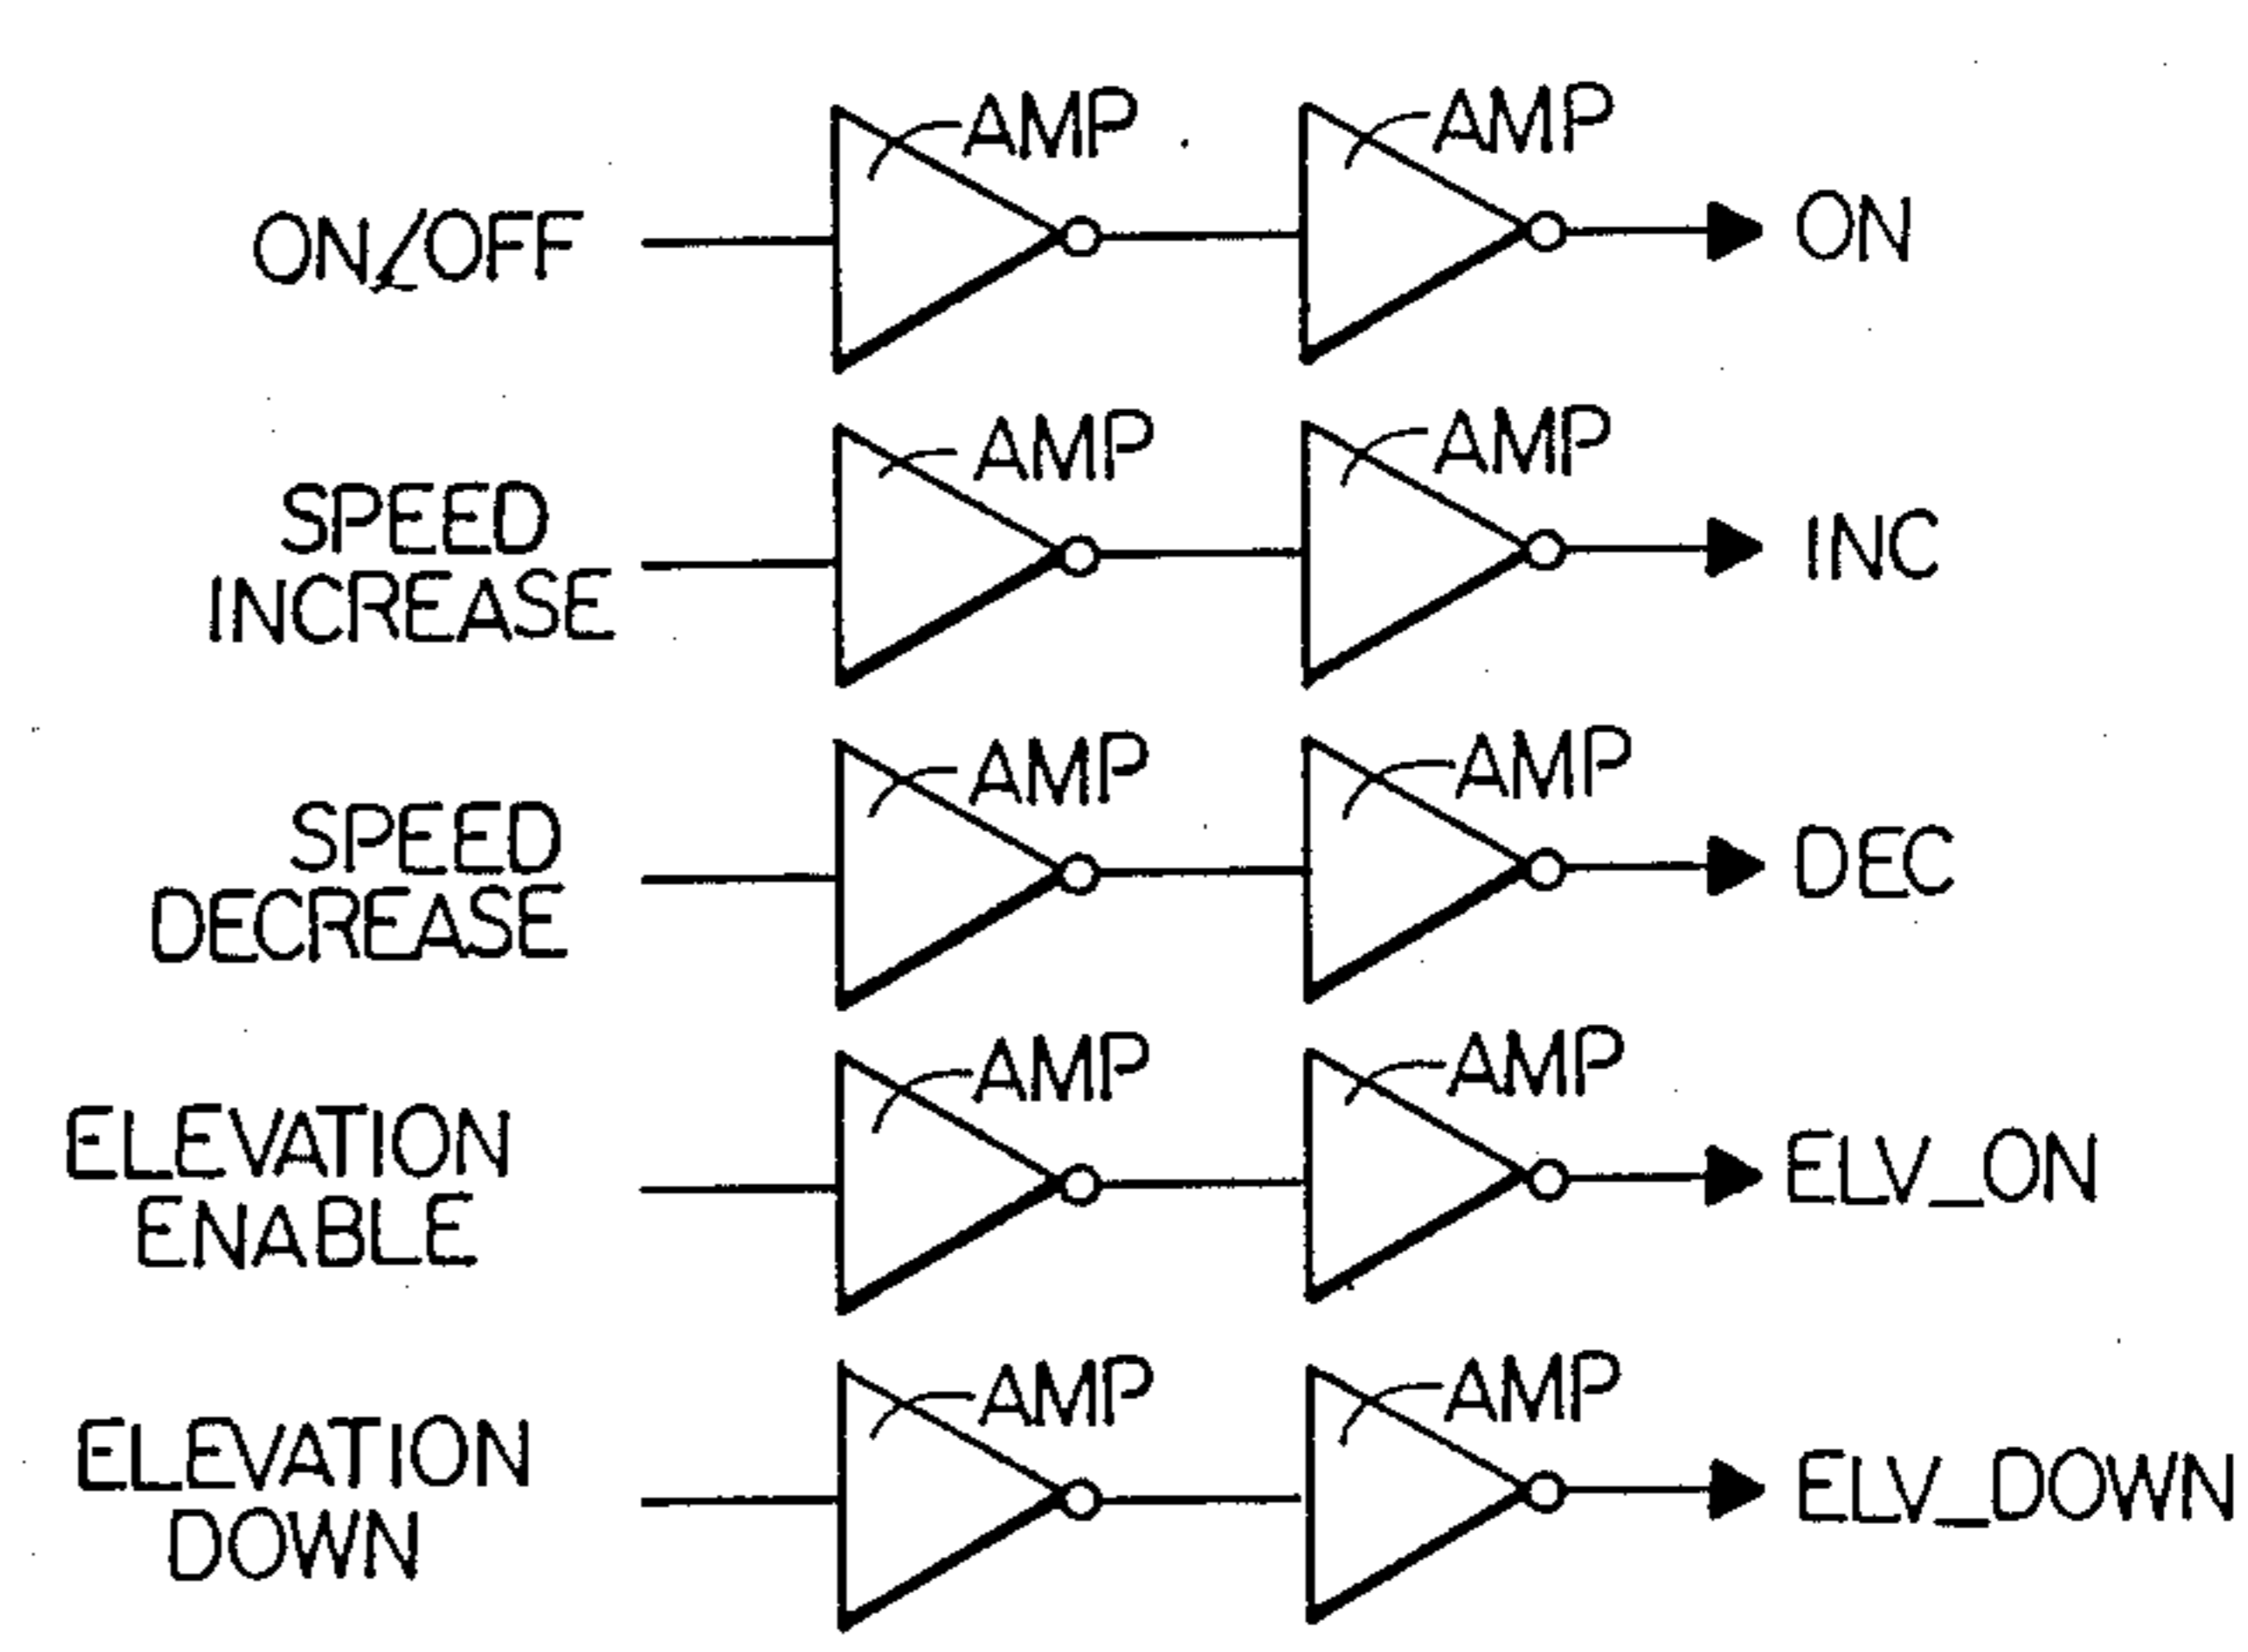 AMP AMP
ON/OFF ON
AMP AMP
SPEED
INCREASE INC
AMP AMP
SPEED
DECREASE DEC
AMP AMP
ELEVATION
ENABLE ELV_ON
AMP AMP
ELEVATION
DOWN ELV_DOWN